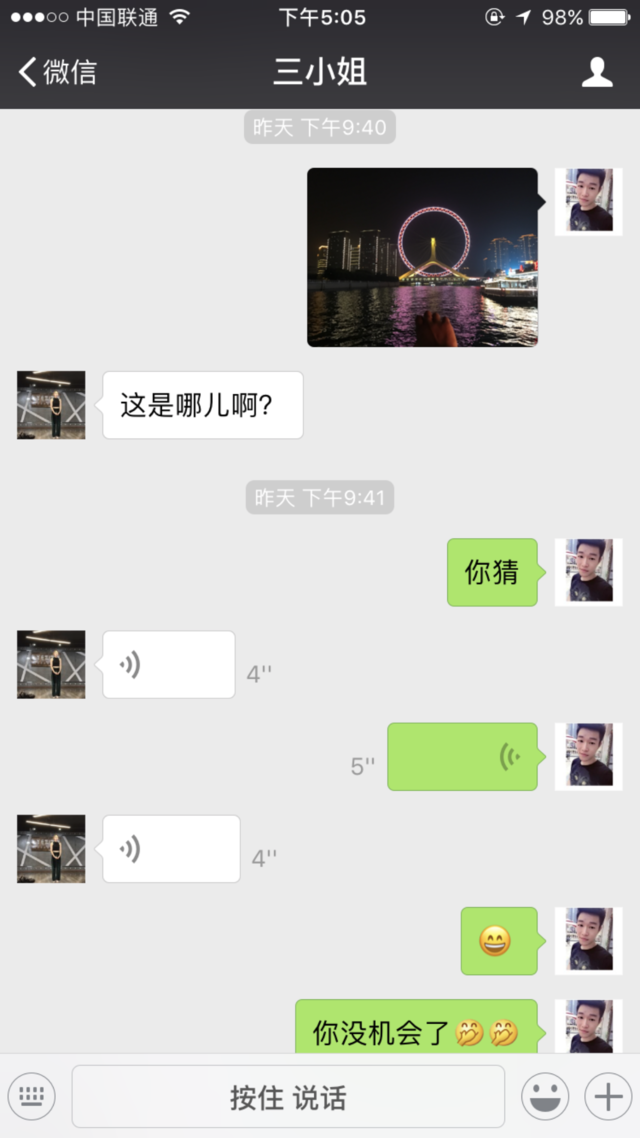 中国联通 下午5:05 98%
微信 三小姐
昨天 下午9:40
这是哪儿啊？
昨天 下午9:41
你猜
4''
5''
4''
😄
你没机会了🤭🤭
按住 说话